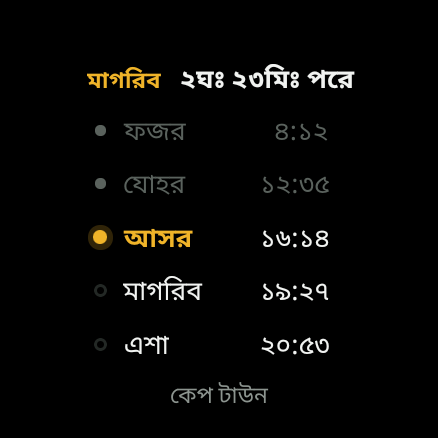 মাগরিব ২ঘঃ ২৩মিঃ পরে
ফজর ৪:১২
যোহর ১২:৩৫
আসর ১৬:১৪
মাগরিব ১৯:২৭
এশা ২০:৫৩
কেপ টাউন